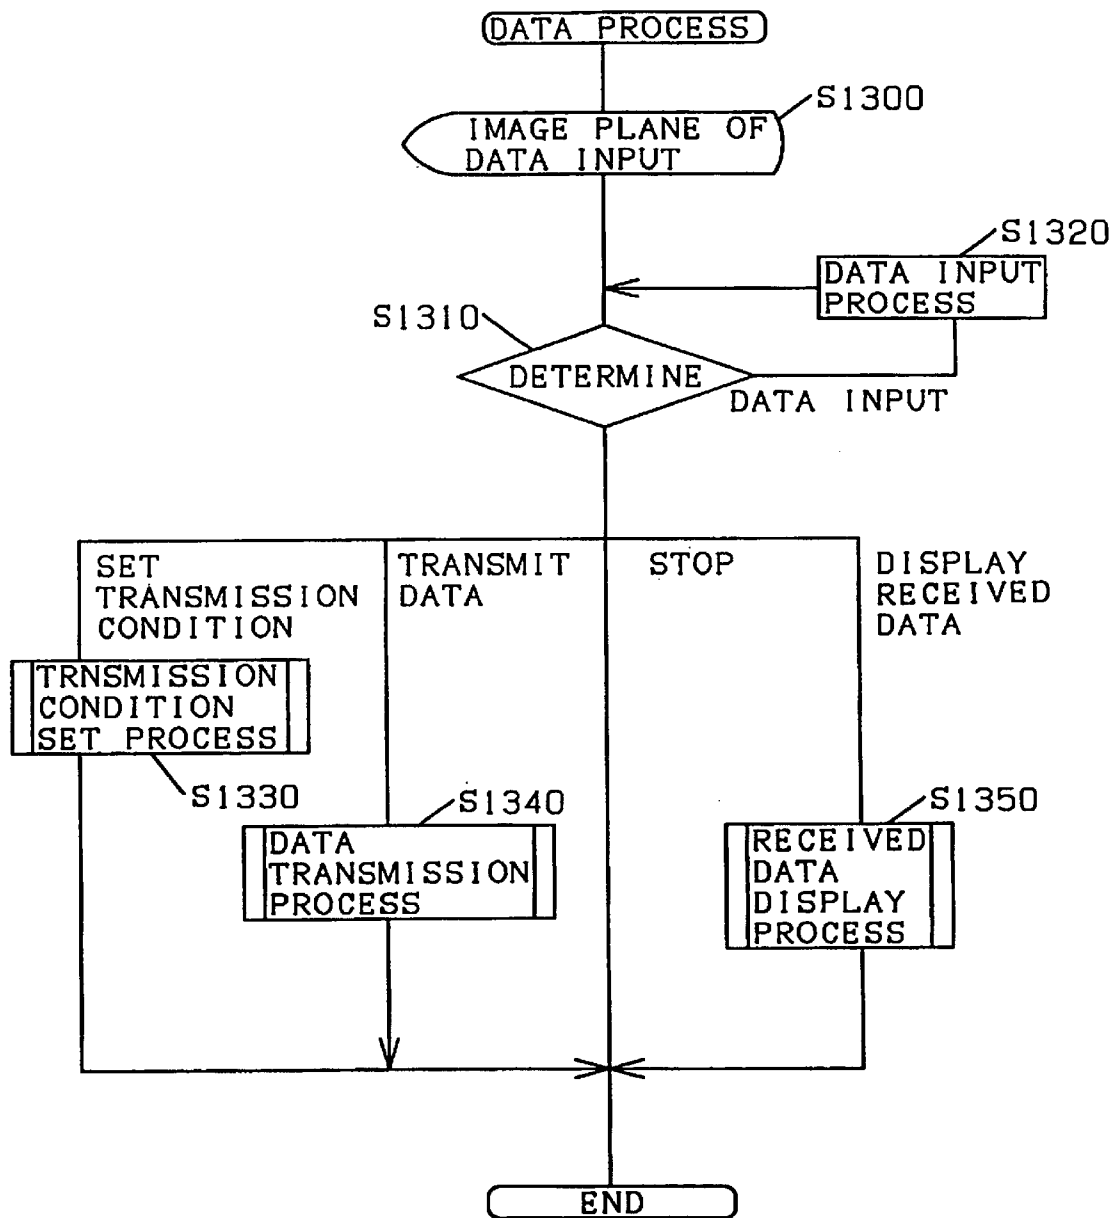 DATA PROCESS
S1300
IMAGE PLANE OF
DATA INPUT
S1320
DATA INPUT
PROCESS
S1310
DETERMINE
DATA INPUT
SET
TRANSMISSION
CONDITION
TRANSMIT
DATA
STOP
DISPLAY
RECEIVED
DATA
TRNSMISSION
CONDITION
SET PROCESS
S1330
S1340
DATA
TRANSMISSION
PROCESS
S1350
RECEIVED
DATA
DISPLAY
PROCESS
END